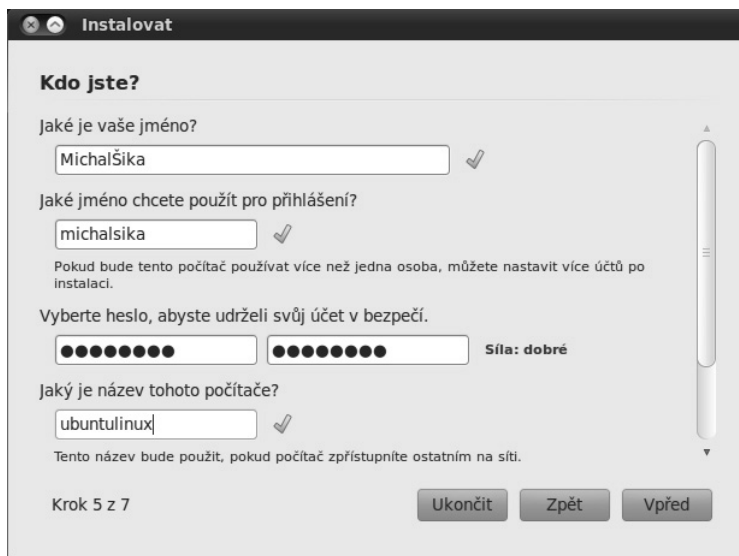 Instalovat
Kdo jste?
Jaké je vaše jméno?
MichalŠika
Jaké jméno chcete použít pro přihlášení?
michalsika
Pokud bude tento počítač používat více než jedna osoba, můžete nastavit více účtů po
instalaci.
Vyberte heslo, abyste udrželi svůj účet v bezpečí.
●●●●●●●● ●●●●●●●● Síla: dobré
Jaký je název tohoto počítače?
ubuntulinux
Tento název bude použit, pokud počítač zpřístupníte ostatním na síti.
Krok 5 z 7 Ukončit Zpět Vpřed